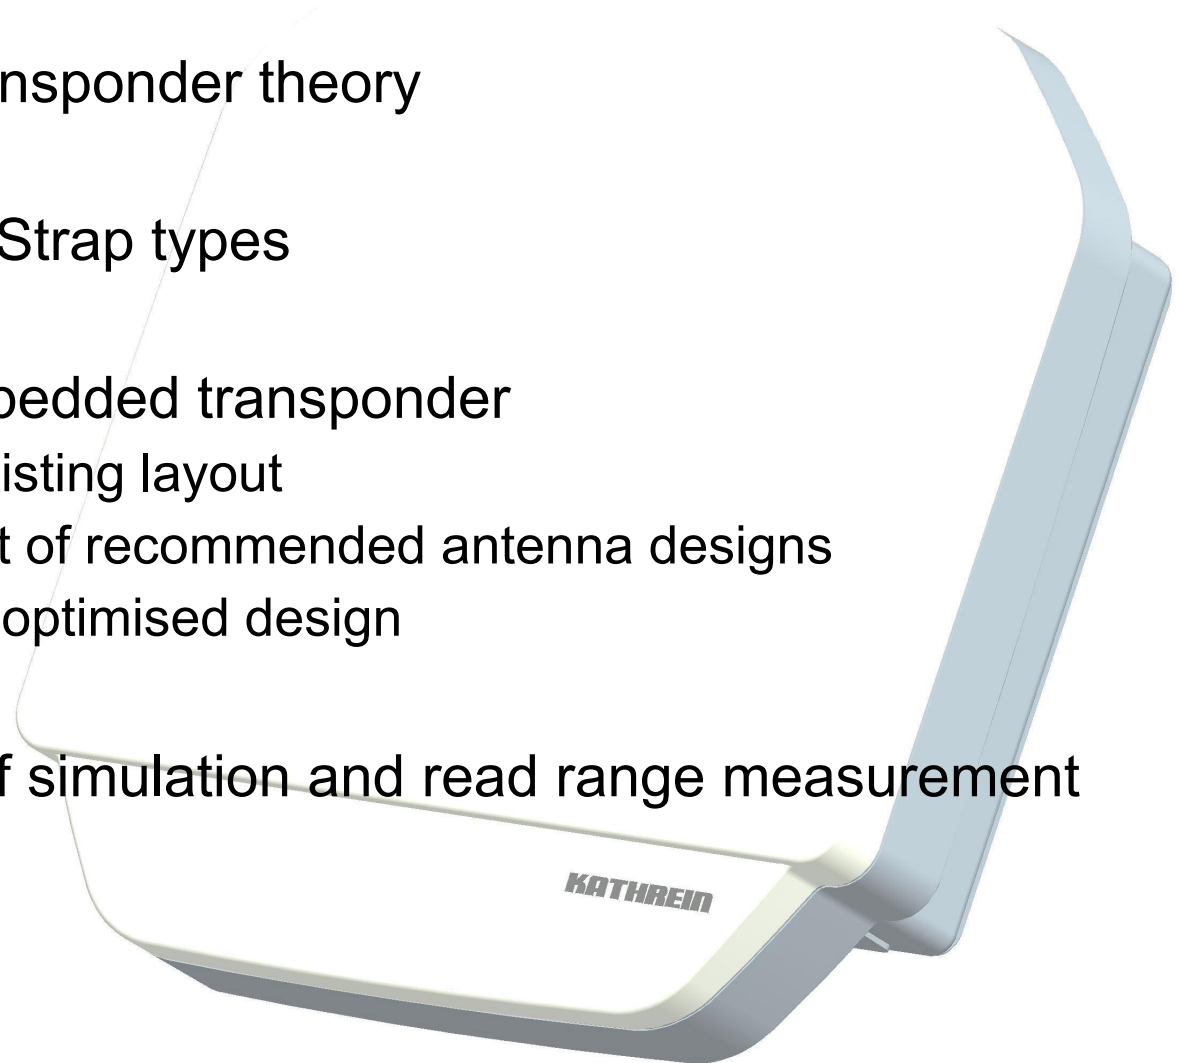 nsponder theory
Strap types
bedded transponder
isting layout
t of recommended antenna designs
optimised design
f simulation and read range measurement
KATHREIN